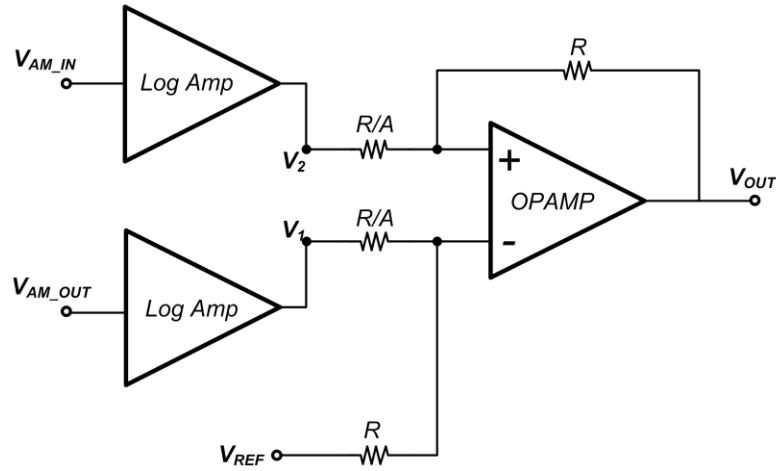 V_AM_IN
Log Amp
R
R/A
V_2
+
OPAMP
V_OUT
R/A
V_1
-
V_AM_OUT
Log Amp
R
V_REF